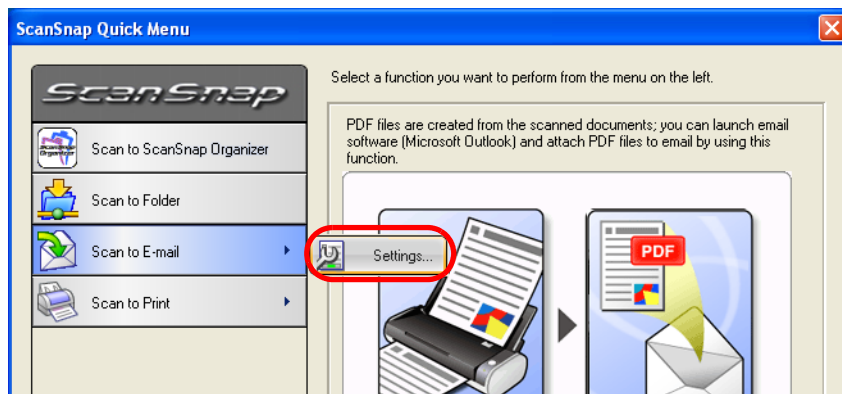 ScanSnap Quick Menu
ScanSnap
Select a function you want to perform from the menu on the left.
Scan to ScanSnap Organizer
Scan to Folder
Scan to E-mail
Scan to Print
PDF files are created from the scanned documents; you can launch email
software (Microsoft Outlook) and attach PDF files to email by using this
function.
Settings...
PDF